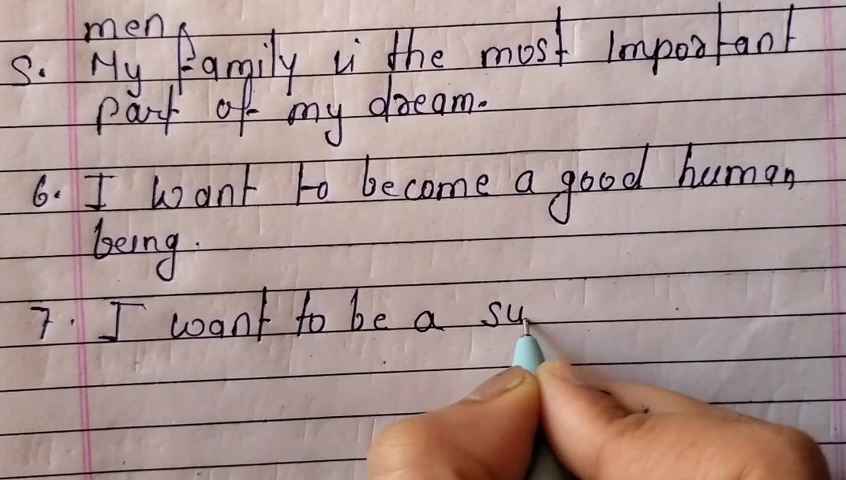 men
5. My family is the most Important
part of my dream.
6. I want to become a good human
being.
7. I want to be a su